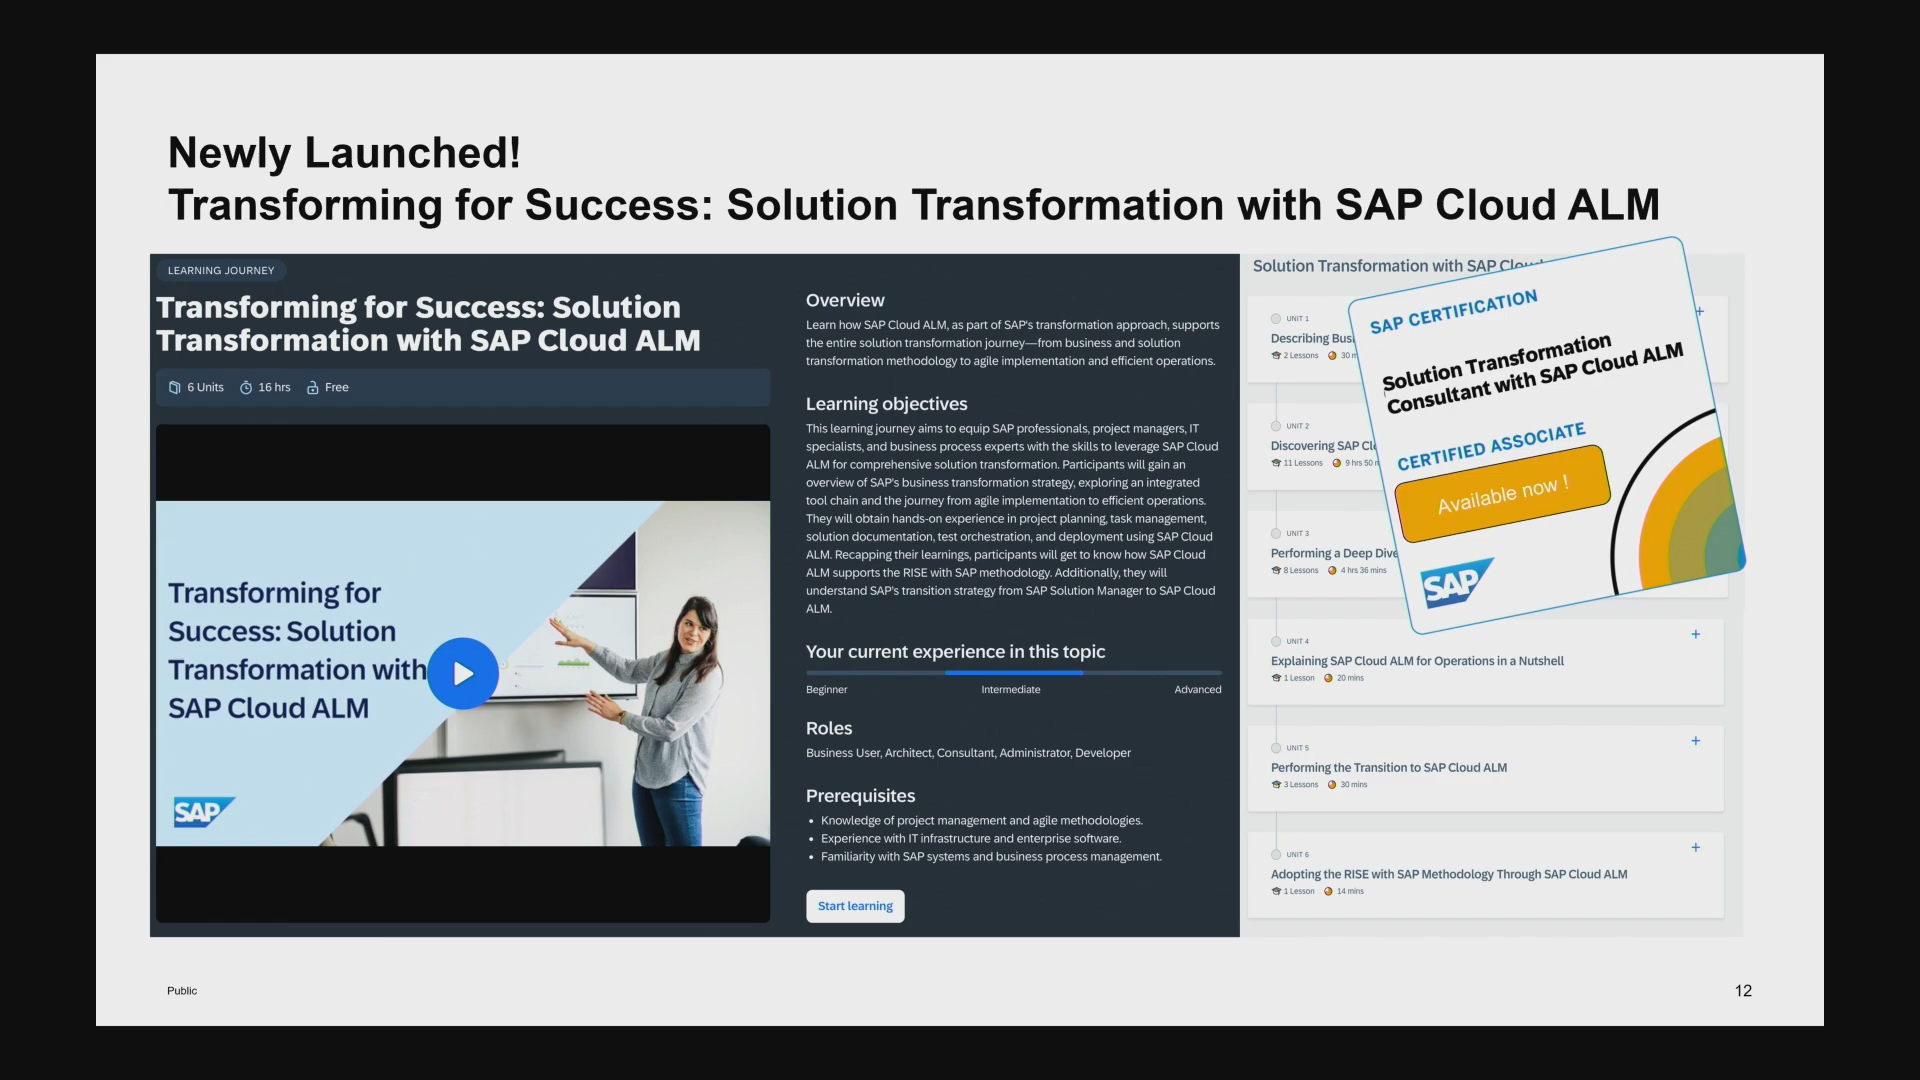 Newly Launched!
Transforming for Success: Solution Transformation with SAP Cloud ALM
LEARNING JOURNEY
Transforming for Success: Solution
Transformation with SAP Cloud ALM
6 Units 16 hrs Free
Transforming for
Success: Solution
Transformation with
SAP Cloud ALM
SAP
Overview
Learn how SAP Cloud ALM, as part of SAP's transformation approach, supports
the entire solution transformation journey—from business and solution
transformation methodology to agile implementation and efficient operations.
Learning objectives
This learning journey aims to equip SAP professionals, project managers, IT
specialists, and business process experts with the skills to leverage SAP Cloud
ALM for comprehensive solution transformation. Participants will gain an
overview of SAP's business transformation strategy, exploring an integrated
tool chain and the journey from agile implementation to efficient operations.
They will obtain hands-on experience in project planning, task management,
solution documentation, test orchestration, and deployment using SAP Cloud
ALM. Recapping their learnings, participants will get to know how SAP Cloud
ALM supports the RISE with SAP methodology. Additionally, they will
understand SAP's transition strategy from SAP Solution Manager to SAP Cloud
ALM.
Your current experience in this topic
Beginner Intermediate Advanced
Roles
Business User, Architect, Consultant, Administrator, Developer
Prerequisites
• Knowledge of project management and agile methodologies.
• Experience with IT infrastructure and enterprise software.
• Familiarity with SAP systems and business process management.
Start learning
Solution Transformation with SAP Cloud
UNIT 1
Describing
2 Lessons 30
UNIT 2
Discovering SAP
11 Lessons 9 hrs 50
UNIT 3
Performing a Deep Dive
8 Lessons 4 hrs 36 mins
UNIT 4
Explaining SAP Cloud ALM for Operations in a Nutshell
1 Lesson 20 mins
UNIT 5
Performing the Transition to SAP Cloud ALM
3 Lessons 30 mins
UNIT 6
Adopting the RISE with SAP Methodology Through SAP Cloud ALM
1 Lesson 14 mins
SAP CERTIFICATION
Solution Transformation
Consultant with SAP Cloud ALM
CERTIFIED ASSOCIATE
Available now !
SAP
Public
12